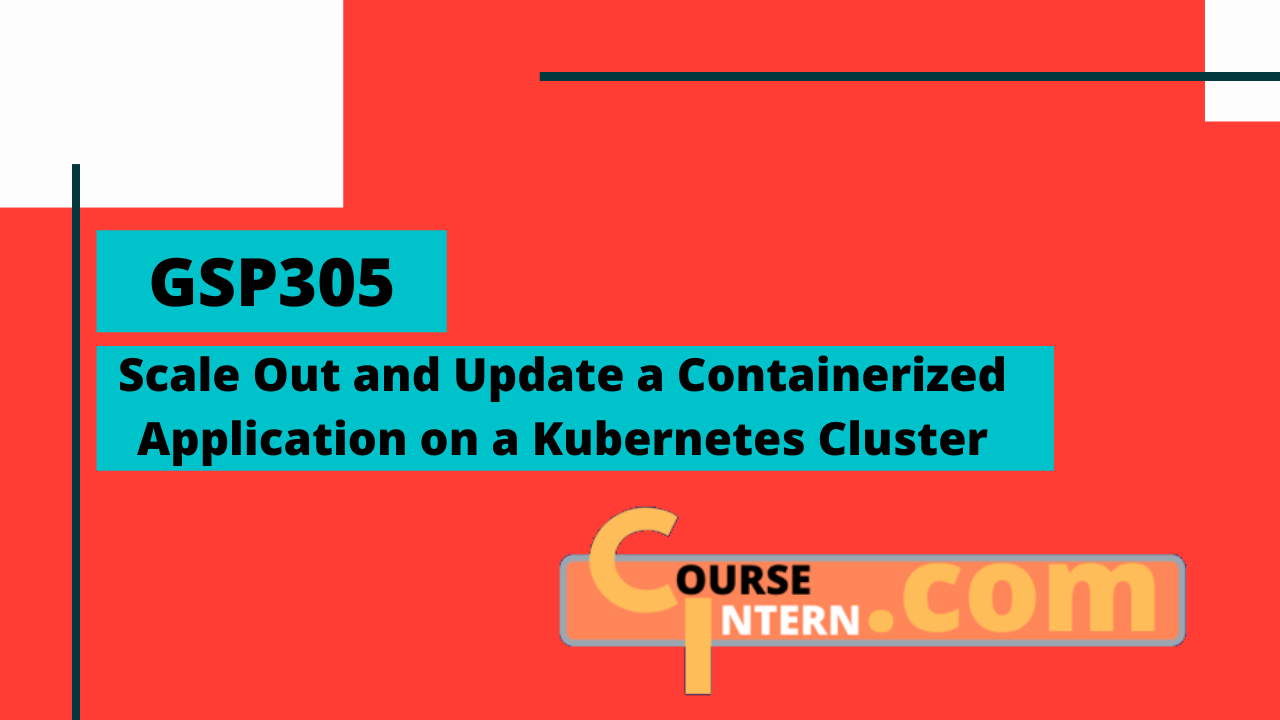 GSP305
Scale Out and Update a Containerized
Application on a Kubernetes Cluster
COURSE
INTERN.com